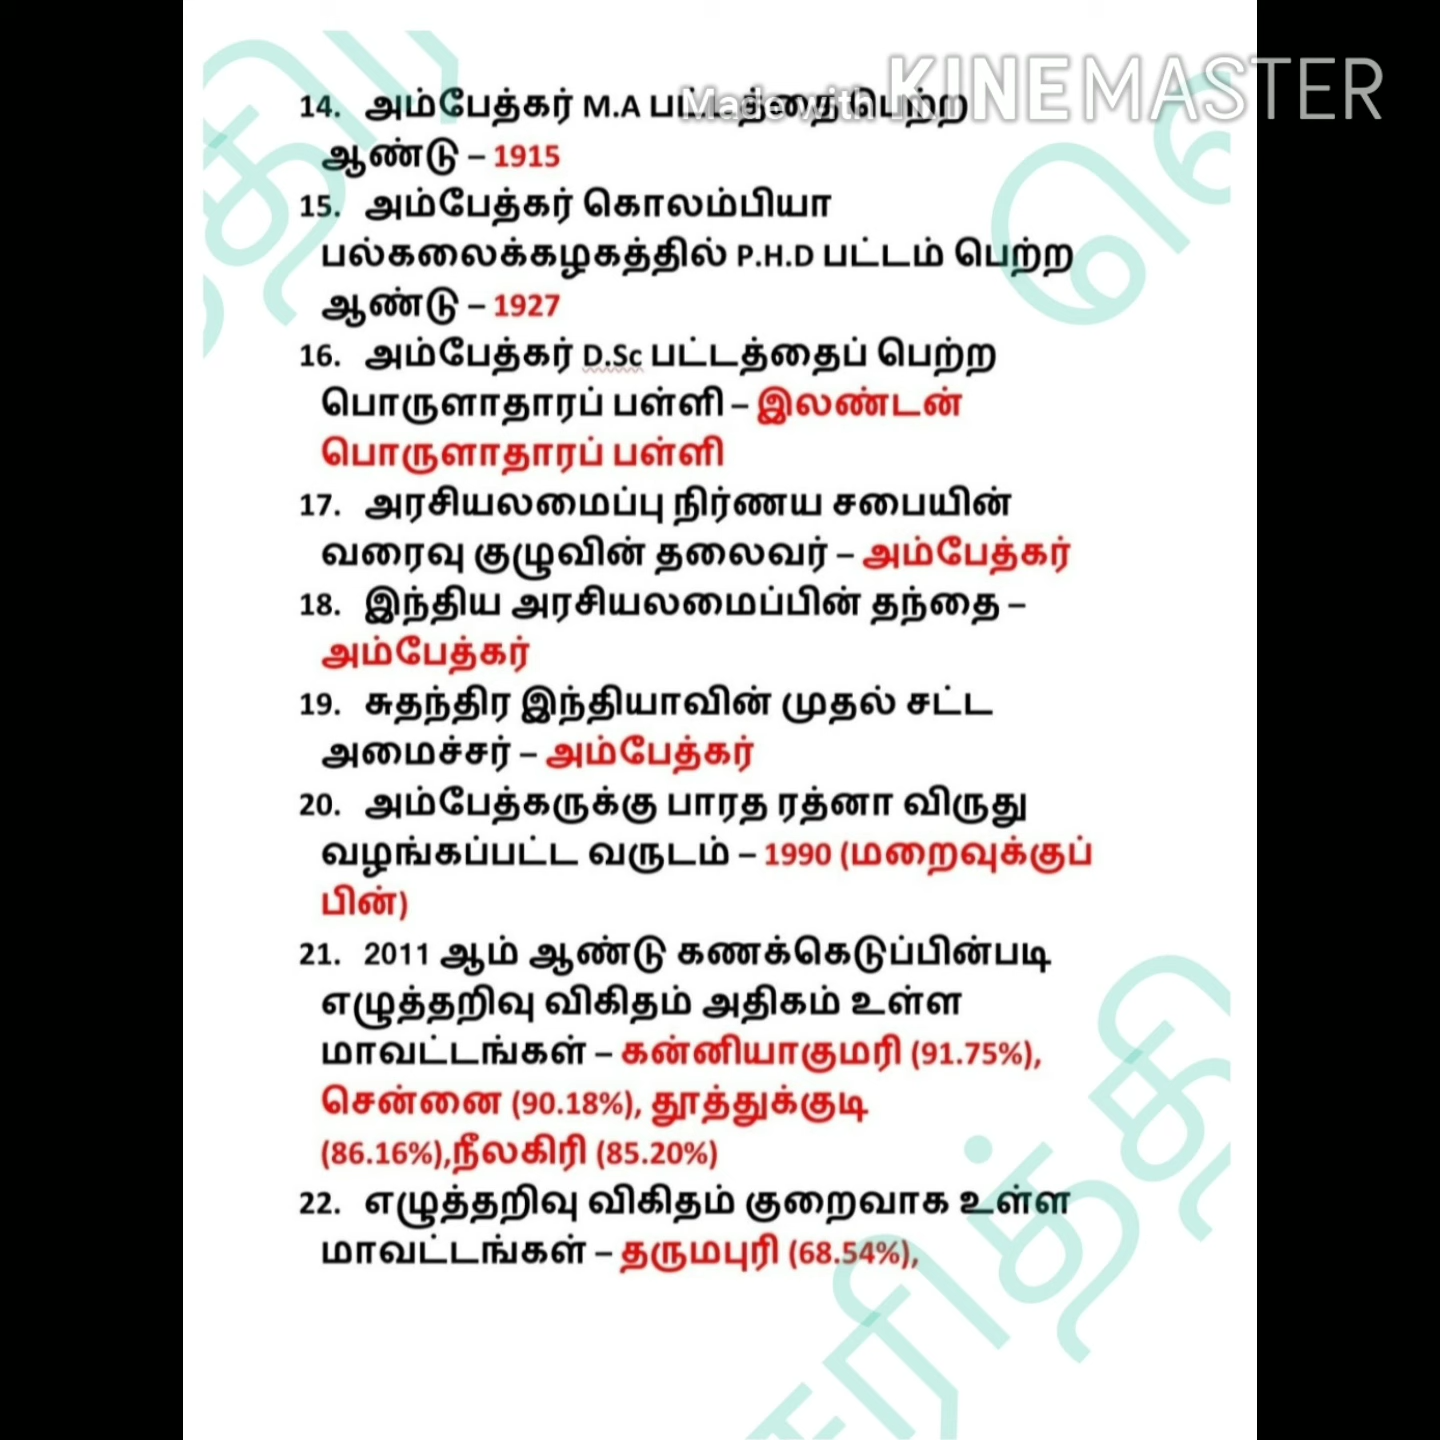 Made with KINEMASTER
14. அம்பேத்கர் M.A பட்டத்தை பெற்ற
ஆண்டு – 1915
15. அம்பேத்கர் கொலம்பியா
பல்கலைக்கழகத்தில் P.H.D பட்டம் பெற்ற
ஆண்டு – 1927
16. அம்பேத்கர் D.Sc பட்டத்தைப் பெற்ற
பொருளாதாரப் பள்ளி – இலண்டன்
பொருளாதாரப் பள்ளி
17. அரசியலமைப்பு நிர்ணய சபையின்
வரைவு குழுவின் தலைவர் – அம்பேத்கர்
18. இந்திய அரசியலமைப்பின் தந்தை –
அம்பேத்கர்
19. சுதந்திர இந்தியாவின் முதல் சட்ட
அமைச்சர் – அம்பேத்கர்
20. அம்பேத்கருக்கு பாரத ரத்னா விருது
வழங்கப்பட்ட வருடம் – 1990 (மறைவுக்குப்
பின்)
21. 2011 ஆம் ஆண்டு கணக்கெடுப்பின்படி
எழுத்தறிவு விகிதம் அதிகம் உள்ள
மாவட்டங்கள் – கன்னியாகுமரி (91.75%),
சென்னை (90.18%), தூத்துக்குடி
(86.16%),நீலகிரி (85.20%)
22. எழுத்தறிவு விகிதம் குறைவாக உள்ள
மாவட்டங்கள் – தருமபுரி (68.54%),